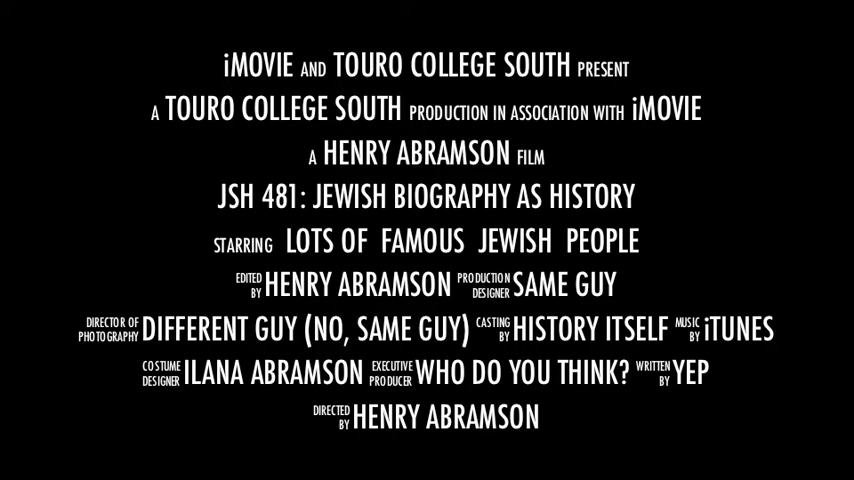 iMOVIE AND TOURO COLLEGE SOUTH PRESENT
A TOURO COLLEGE SOUTH PRODUCTION IN ASSOCIATION WITH iMOVIE
A HENRY ABRAMSON FILM
JSH 481: JEWISH BIOGRAPHY AS HISTORY
STARRING LOTS OF FAMOUS JEWISH PEOPLE
EDITED BY HENRY ABRAMSON PRODUCTION DESIGNER SAME GUY
DIRECTOR OF PHOTOGRAPHY DIFFERENT GUY (NO, SAME GUY) CASTING BY HISTORY ITSELF MUSIC BY iTUNES
COSTUME DESIGNER ILANA ABRAMSON EXECUTIVE PRODUCER WHO DO YOU THINK? WRITTEN BY YEP
DIRECTED BY HENRY ABRAMSON